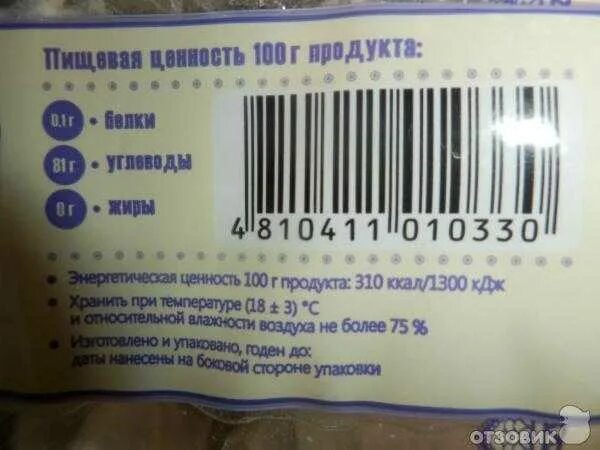 Пищевая ценность 100 г продукта:
0.1 г • белки
81 г • углеводы
0 г • жиры
4 810411 010330
• Энергетическая ценность 100 г продукта: 310 ккал/1300 кДж
• Хранить при температуре (18 ± 3) °C
и относительной влажности воздуха не более 75 %
• Изготовлено и упаковано, годен до:
даты нанесены на боковой стороне упаковки
ОТЗОВИК